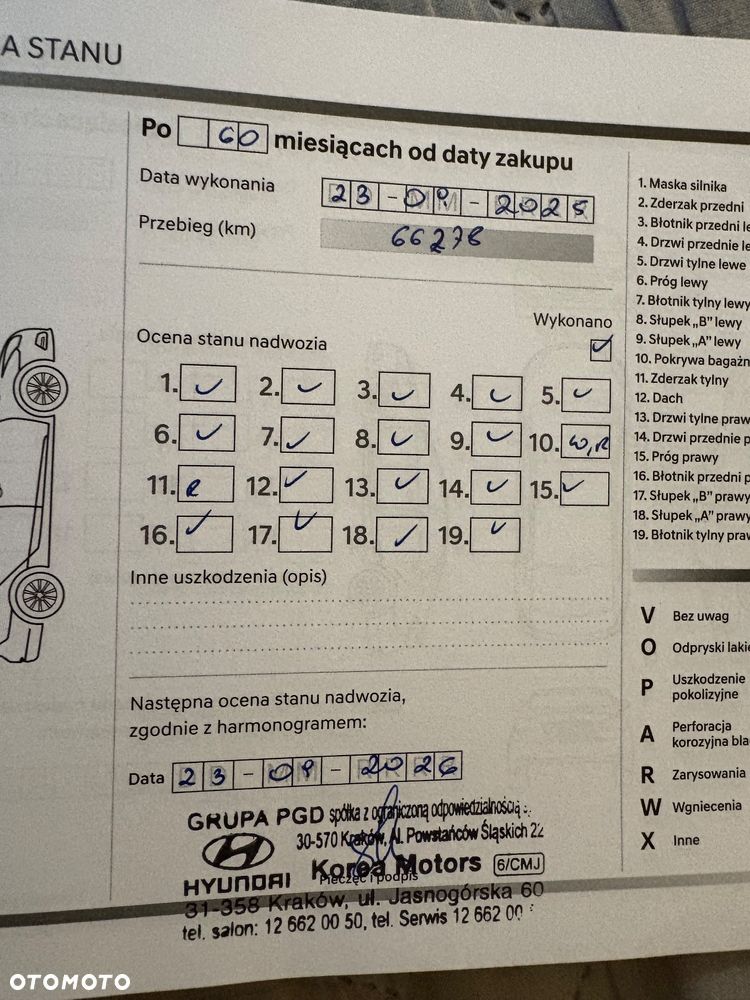 A STANU
Po 60 miesiącach od daty zakupu
Data wykonania 23-09-2025
Przebieg (km) 66278
Wykonano
Ocena stanu nadwozia ✓
1. ✓ 2. ✓ 3. ✓ 4. ✓ 5. ✓
6. ✓ 7. ✓ 8. ✓ 9. ✓ 10. W,R
11. R 12. ✓ 13. ✓ 14. ✓ 15. ✓
16. ✓ 17. ✓ 18. ✓ 19. ✓
Inne uszkodzenia (opis)
Następna ocena stanu nadwozia,
zgodnie z harmonogramem:
Data 23-09-2026
GRUPA PGD spółka z ograniczoną odpowiedzialnością
30-570 Kraków, Al. Powstańców Śląskich 22
HYUNDAI Korea Motors 6/CMJ
Pieczęć i podpis
31-358 Kraków, ul. Jasnogórska 60
tel. salon: 12 662 00 50, tel. Serwis 12 662 00
1. Maska silnika
2. Zderzak przedni
3. Błotnik przedni le
4. Drzwi przednie le
5. Drzwi tylne lewe
6. Próg lewy
7. Błotnik tylny lewy
8. Słupek „B" lewy
9. Słupek „A" lewy
10. Pokrywa bagażn
11. Zderzak tylny
12. Dach
13. Drzwi tylne praw
14. Drzwi przednie p
15. Próg prawy
16. Błotnik przedni p
17. Słupek „B" prawy
18. Słupek „A" prawy
19. Błotnik tylny praw
V Bez uwag
O Odpryski lakie
P Uszkodzenie
pokolizyjne
A Perforacja
korozyjna bla
R Zarysowania
W Wgniecenia
X Inne
OTOMOTO